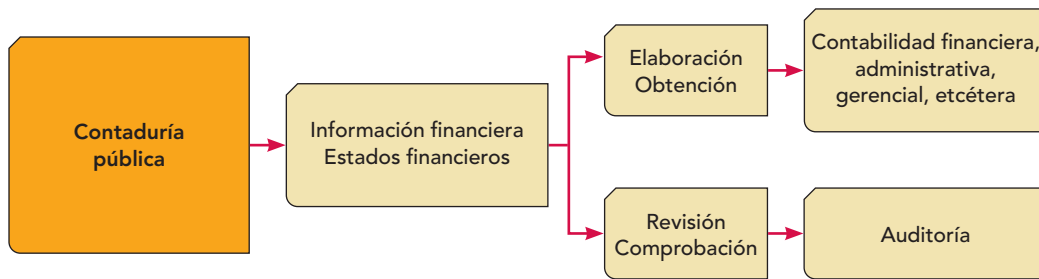 Contaduría
pública
Información financiera
Estados financieros
Elaboración
Obtención
Contabilidad financiera,
administrativa,
gerencial, etcétera
Revisión
Comprobación
Auditoría